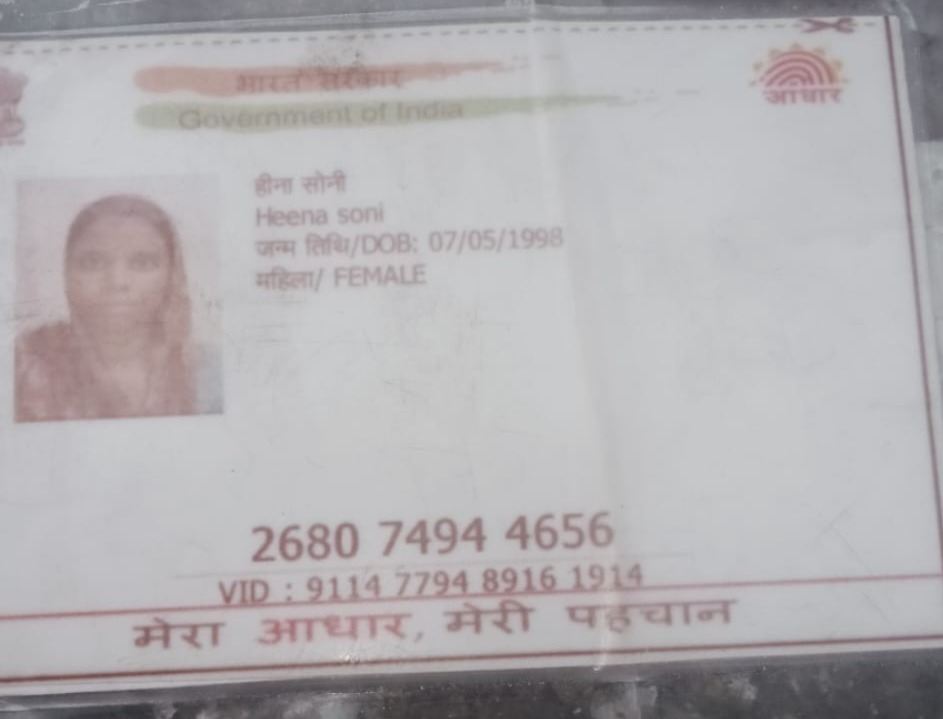 भारत सरकार
Government of India
आधार
हीना सोनी
Heena soni
जन्म तिथि/DOB: 07/05/1998
महिला/ FEMALE
2680 7494 4656
VID : 9114 7794 8916 1914
मेरा आधार, मेरी पहचान